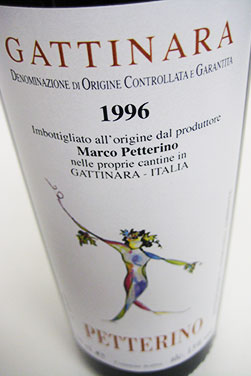 GATTINARA
DENOMINAZIONE DI ORIGINE CONTROLLATA E GARANTITA
1996
Imbottigliato all'origine dal produttore
Marco Petterino
nelle proprie cantine in
GATTINARA - ITALIA
PETTERINO